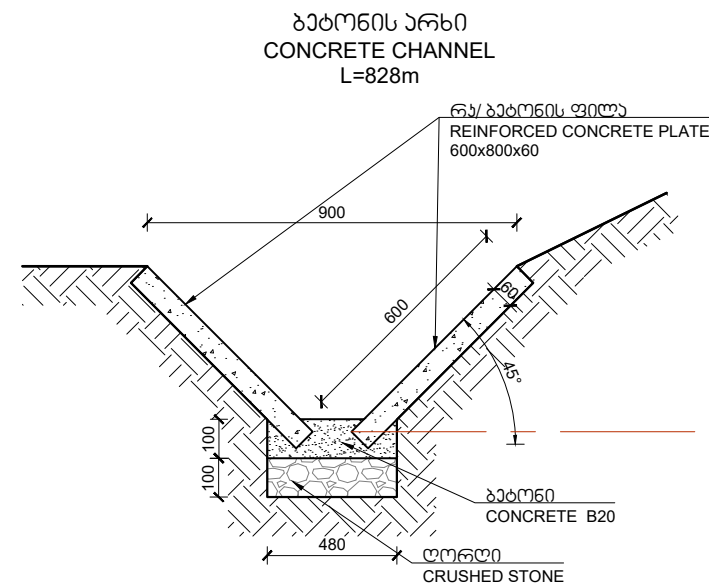 ბეტონის არხი
CONCRETE CHANNEL
L=828m
რ/ბეტონის ფილა
REINFORCED CONCRETE PLATE
600x800x60
900
600
60
45°
100
100
ბეტონი
CONCRETE B20
480
ღორღი
CRUSHED STONE